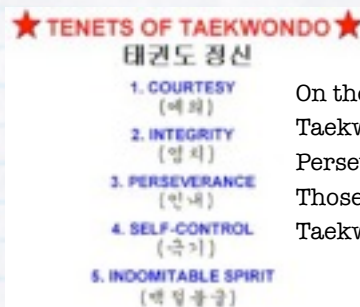 ★ TENETS OF TAEKWONDO ★
태권도 정신
1. COURTESY
(예의)
2. INTEGRITY
(염치)
3. PERSEVERANCE
(인내)
4. SELF-CONTROL
(극기)
5. INDOMITABLE SPIRIT
(백절불굴)
On the
Taekw
Perse
Those
Taekw